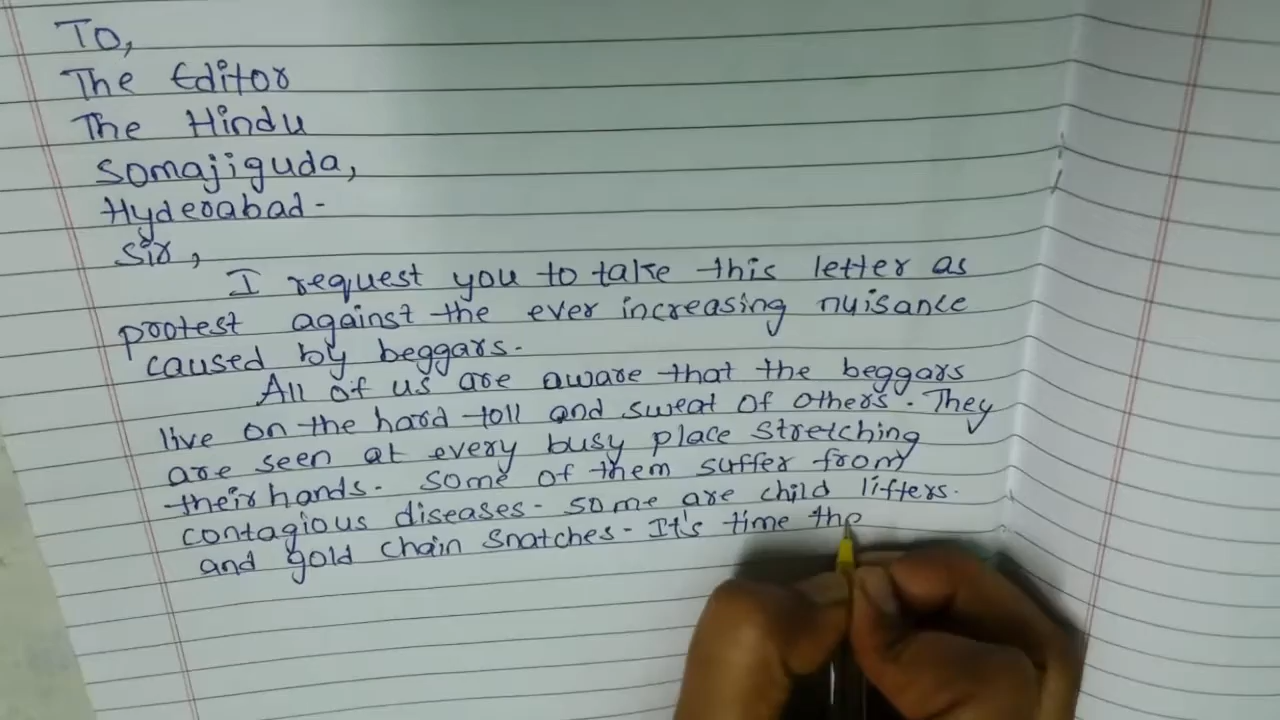 To,
The Editor
The Hindu
Somajiguda,
Hyderabad-
Sir,
I request you to take this letter as
protest against the ever increasing nuisance
caused by beggars.
All of us are aware that the beggars
live on the hard toll and sweat of others. They
are seen at every busy place stretching
their hands. Some of them suffer from
contagious diseases. Some are child lifters.
and gold chain snatches. It's time the